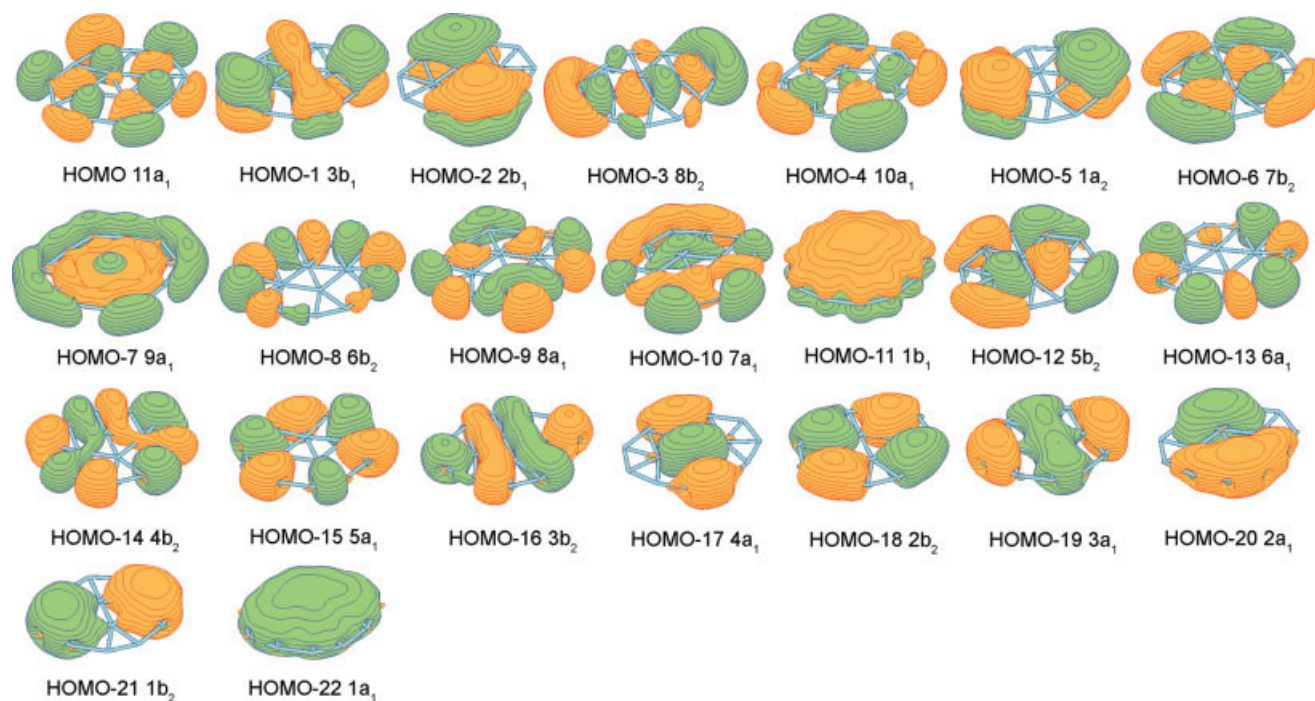 HOMO 11a₁ HOMO-1 3b₁ HOMO-2 2b₁ HOMO-3 8b₂ HOMO-4 10a₁ HOMO-5 1a₂ HOMO-6 7b₂
HOMO-7 9a₁ HOMO-8 6b₂ HOMO-9 8a₁ HOMO-10 7a₁ HOMO-11 1b₁ HOMO-12 5b₂ HOMO-13 6a₁
HOMO-14 4b₂ HOMO-15 5a₁ HOMO-16 3b₂ HOMO-17 4a₁ HOMO-18 2b₂ HOMO-19 3a₁ HOMO-20 2a₁
HOMO-21 1b₂ HOMO-22 1a₁